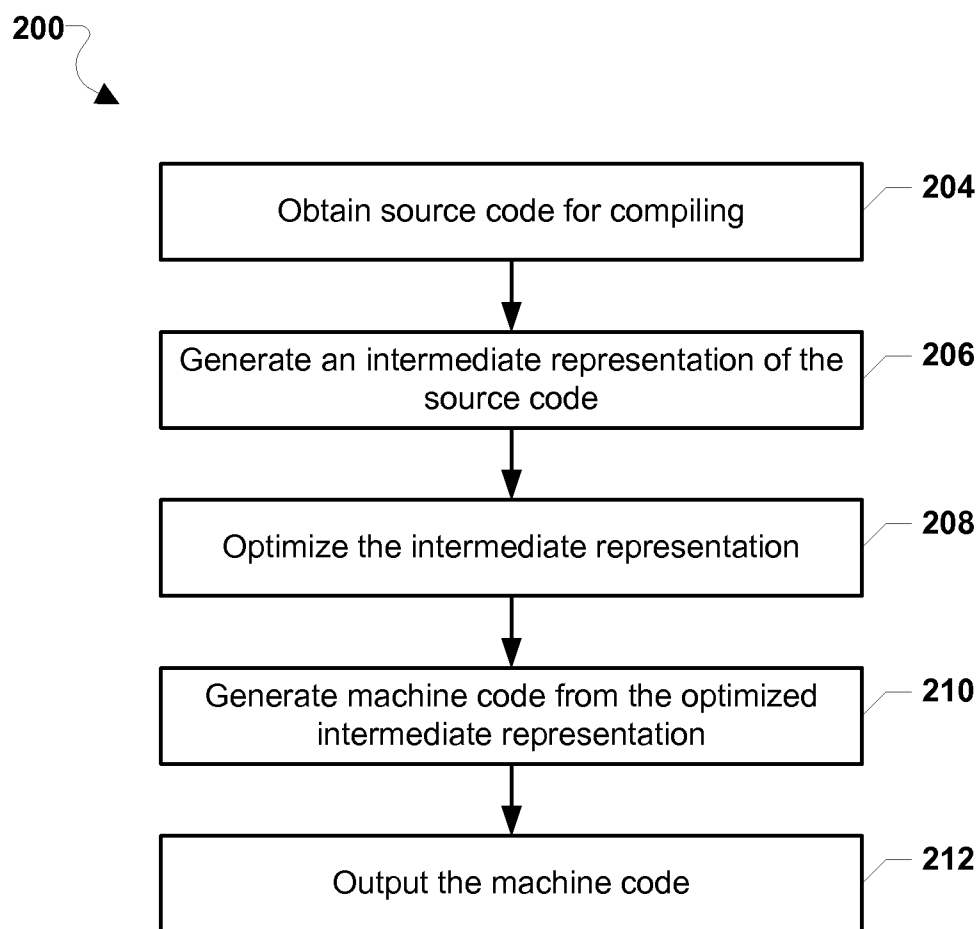 200
Obtain source code for compiling
204
Generate an intermediate representation of the
source code
206
Optimize the intermediate representation
208
Generate machine code from the optimized
intermediate representation
210
Output the machine code
212